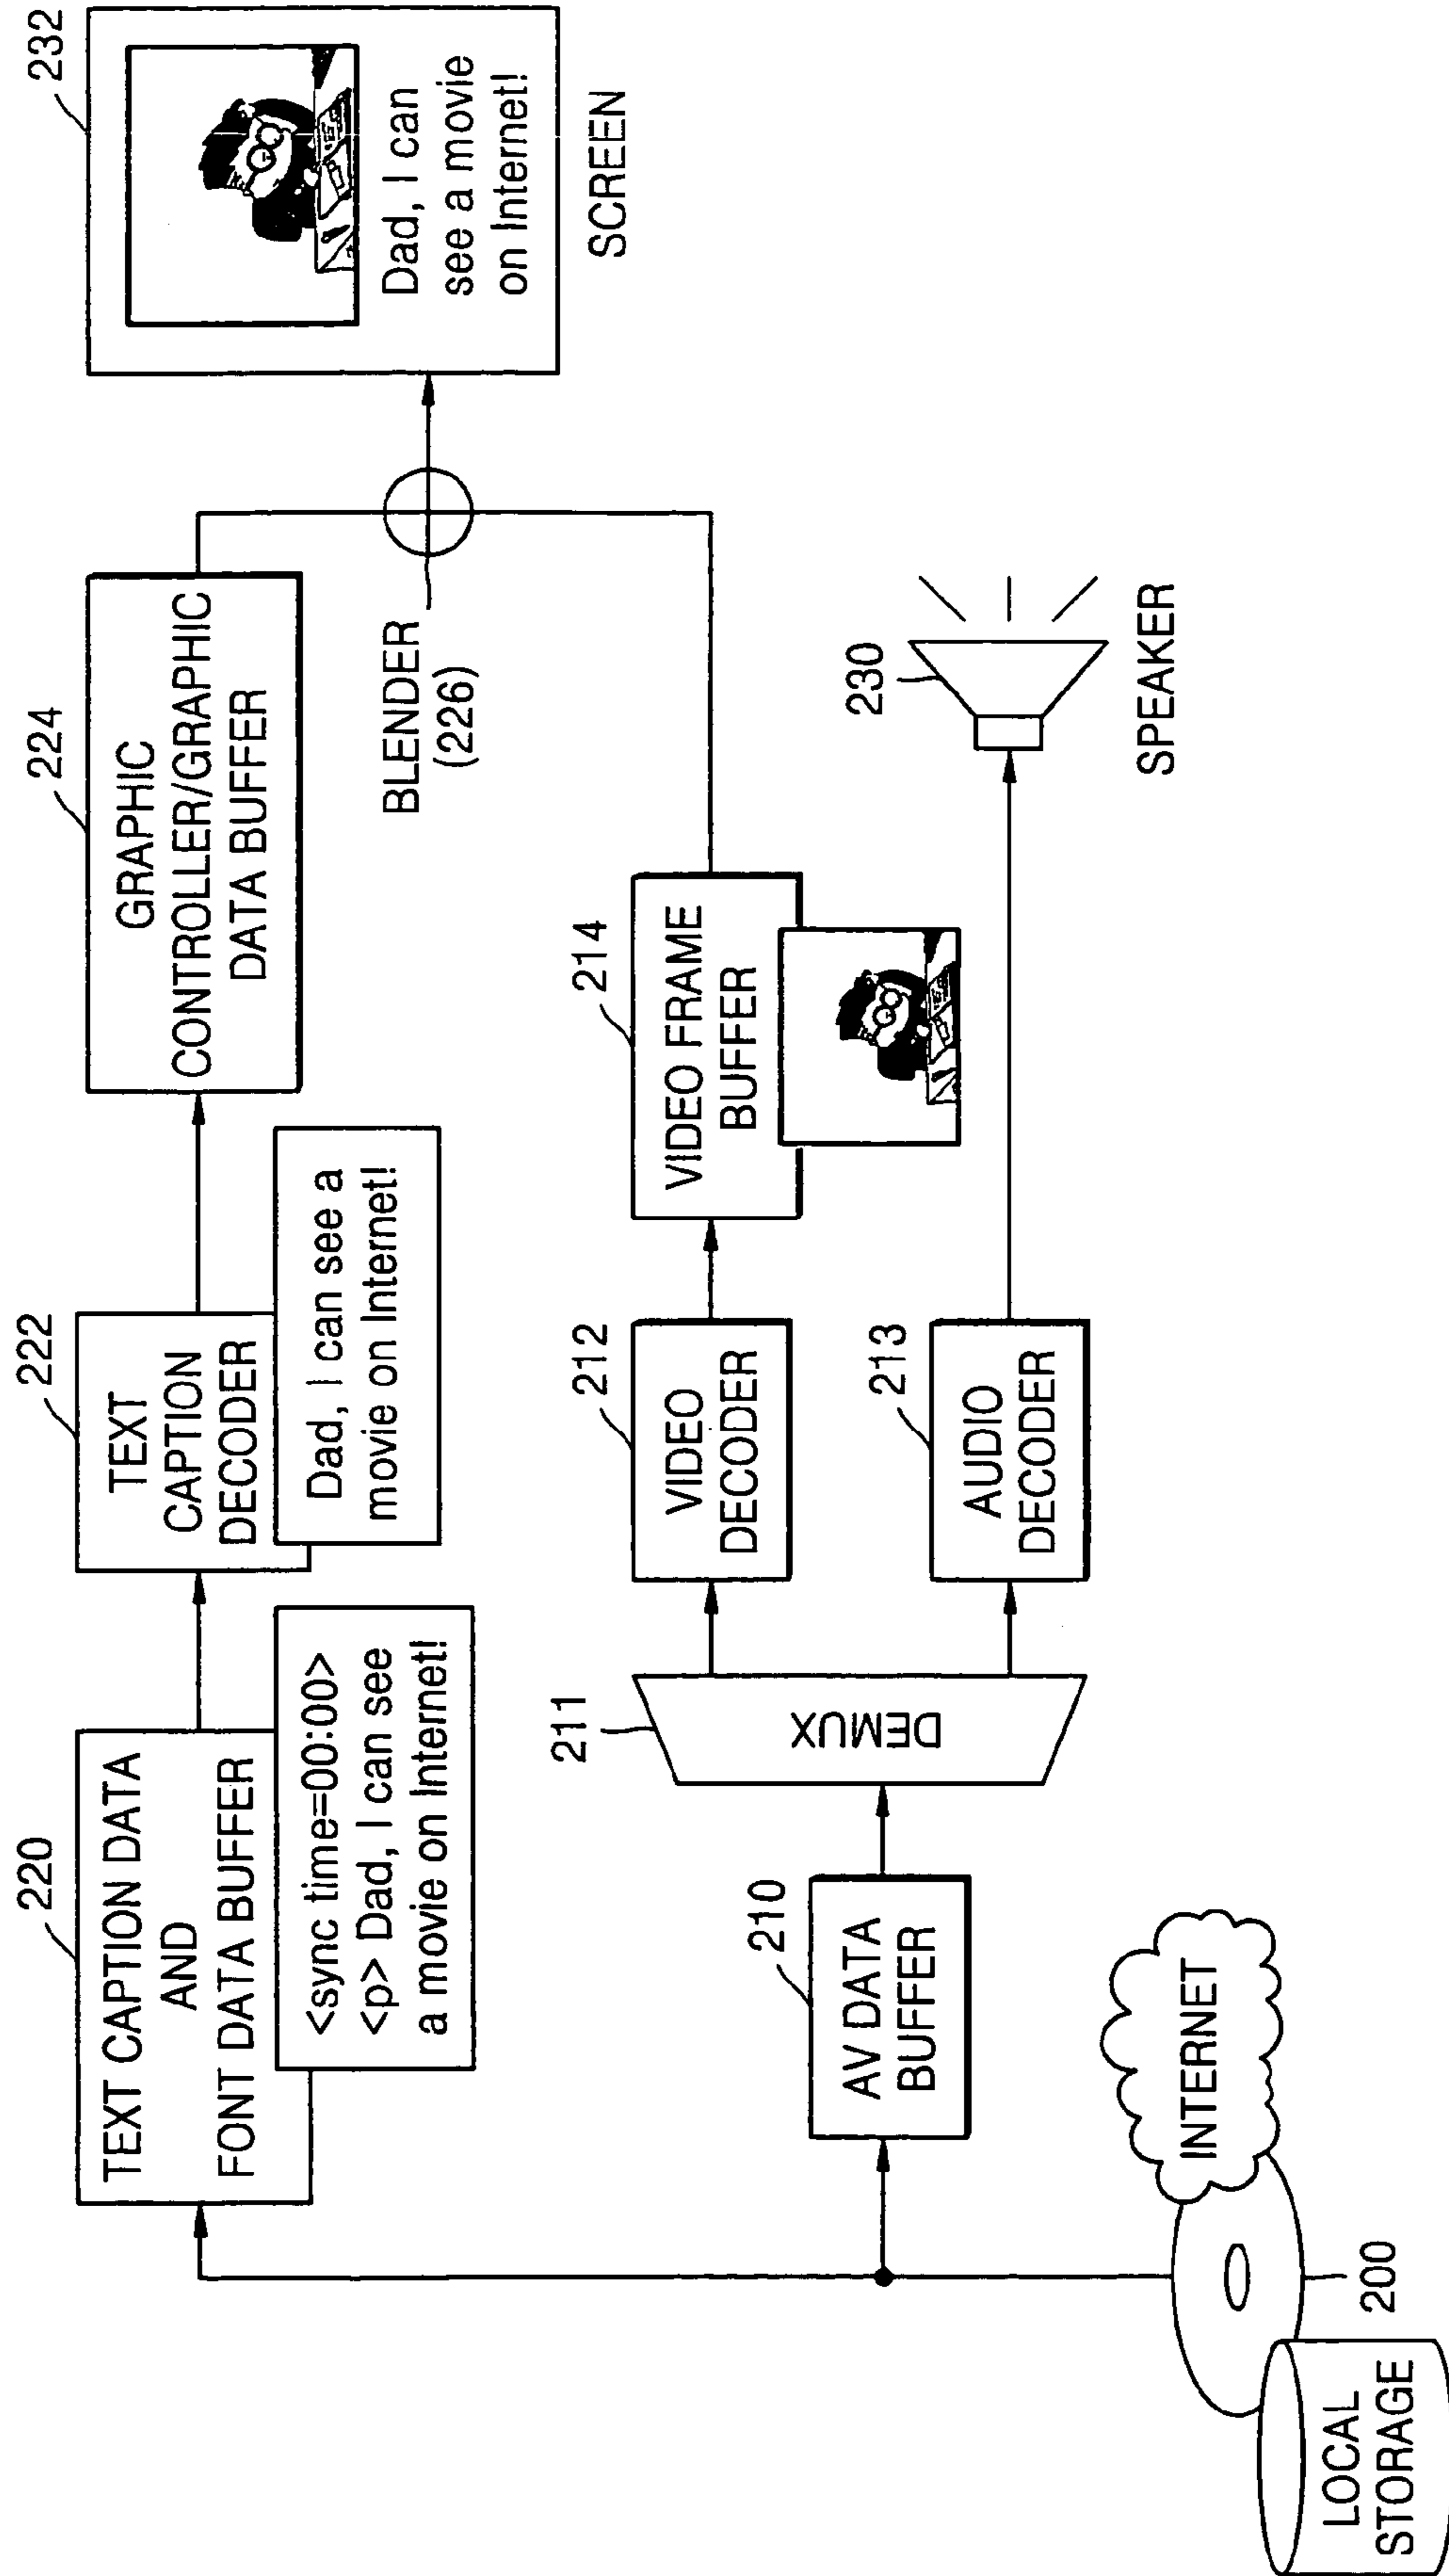 220
TEXT CAPTION DATA
AND
FONT DATA BUFFER
<sync time=00:00>
<p> Dad, I can see
a movie on Internet!
222
TEXT
CAPTION
DECODER
Dad, I can see a
movie on Internet!
224
GRAPHIC
CONTROLLER/GRAPHIC
DATA BUFFER
BLENDER
(226)
232
Dad, I can
see a movie
on Internet!
SCREEN
210
AV DATA
BUFFER
211
DEMUX
212
VIDEO
DECODER
213
AUDIO
DECODER
214
VIDEO FRAME
BUFFER
230
SPEAKER
INTERNET
200
LOCAL
STORAGE